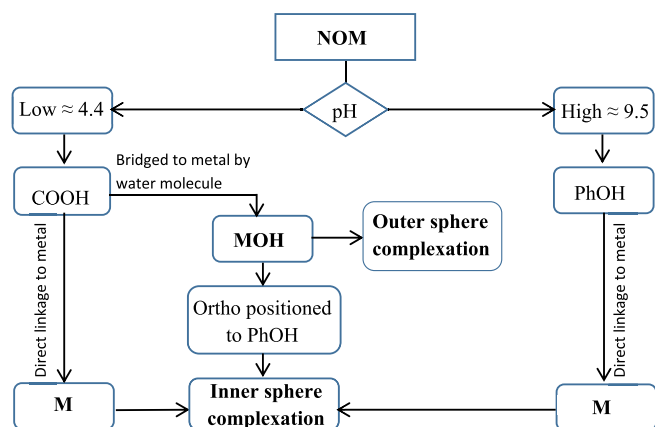 NOM
Low ≈ 4.4
pH
High ≈ 9.5
Bridged to metal by
water molecule
COOH
PhOH
MOH
Outer sphere
complexation
Direct linkage to metal
Ortho positioned
to PhOH
Direct linkage to metal
M
Inner sphere
complexation
M